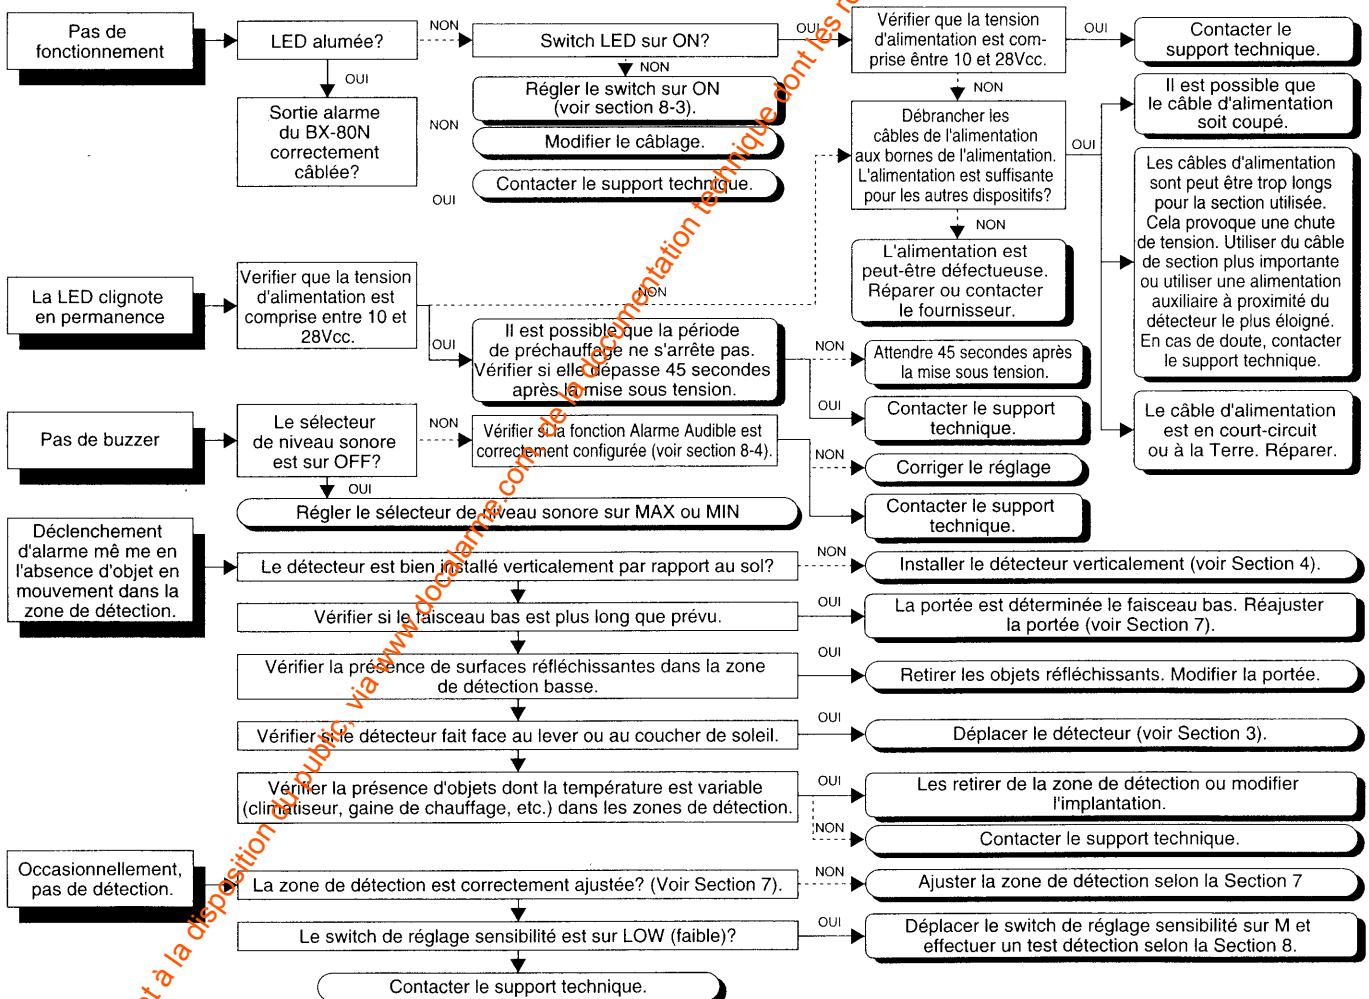 Pas de
fonctionnement
LED alumée?
NON
Switch LED sur ON?
OUI
Vérifier que la tension
d'alimentation est com-
prise êntre 10 et 28Vcc.
OUI
Contacter le
support technique.
OUI
NON
Régler le switch sur ON
(voir section 8-3).
NON
Sortie alarme
du BX-80N
correctement
câblée?
NON
Modifier le câblage.
OUI
Contacter le support technique.
Débrancher les
câbles de l'alimentation
aux bornes de l'alimentation.
L'alimentation est suffisante
pour les autres dispositifs?
OUI
Il est possible que
le câble d'alimentation
soit coupé.
Les câbles d'alimentation
sont peut être trop longs
pour la section utilisée.
Cela provoque une chute
de tension. Utiliser du câble
de section plus importante
ou utiliser une alimentation
auxiliaire à proximité du
détecteur le plus éloigné.
En cas de doute, contacter
le support technique.
Le câble d'alimentation
est en court-circuit
ou à la Terre. Réparer.
NON
L'alimentation est
peut-être défectueuse.
Réparer ou contacter
le fournisseur.
La LED clignote
en permanence
Verifier que la tension
d'alimentation est
comprise entre 10 et
28Vcc.
NON
OUI
Il est possible que la période
de préchauffage ne s'arrête pas.
Vérifier si elle dépasse 45 secondes
après la mise sous tension.
NON
Attendre 45 secondes après
la mise sous tension.
OUI
Contacter le support
technique.
Pas de buzzer
Le sélecteur
de niveau sonore
est sur OFF?
NON
Vérifier si la fonction Alarme Audible est
correctement configurée (voir section 8-4).
NON
Corriger le réglage
OUI
Contacter le support
technique.
OUI
Régler le sélecteur de niveau sonore sur MAX ou MIN
Déclenchement
d'alarme mê me en
l'absence d'objet en
mouvement dans la
zone de détection.
Le détecteur est bien installé verticalement par rapport au sol?
NON
Installer le détecteur verticalement (voir Section 4).
Vérifier si le faisceau bas est plus long que prévu.
OUI
La portée est déterminée le faisceau bas. Réajuster
la portée (voir Section 7).
Vérifier la présence de surfaces réfléchissantes dans la zone
de détection basse.
OUI
Retirer les objets réfléchissants. Modifier la portée.
Vérifier si le détecteur fait face au lever ou au coucher de soleil.
OUI
Déplacer le détecteur (voir Section 3).
Vérifier la présence d'objets dont la température est variable
(climatiseur, gaine de chauffage, etc.) dans les zones de détection.
OUI
Les retirer de la zone de détection ou modifier
l'implantation.
NON
Contacter le support technique.
Occasionnellement,
pas de détection.
La zone de détection est correctement ajustée? (Voir Section 7).
NON
Ajuster la zone de détection selon la Section 7
Le switch de réglage sensibilité est sur LOW (faible)?
OUI
Déplacer le switch de réglage sensibilité sur M et
effectuer un test détection selon la Section 8.
Contacter le support technique.
et à la disposition du public, via www.docalarme.com, de la documentation technique dont les